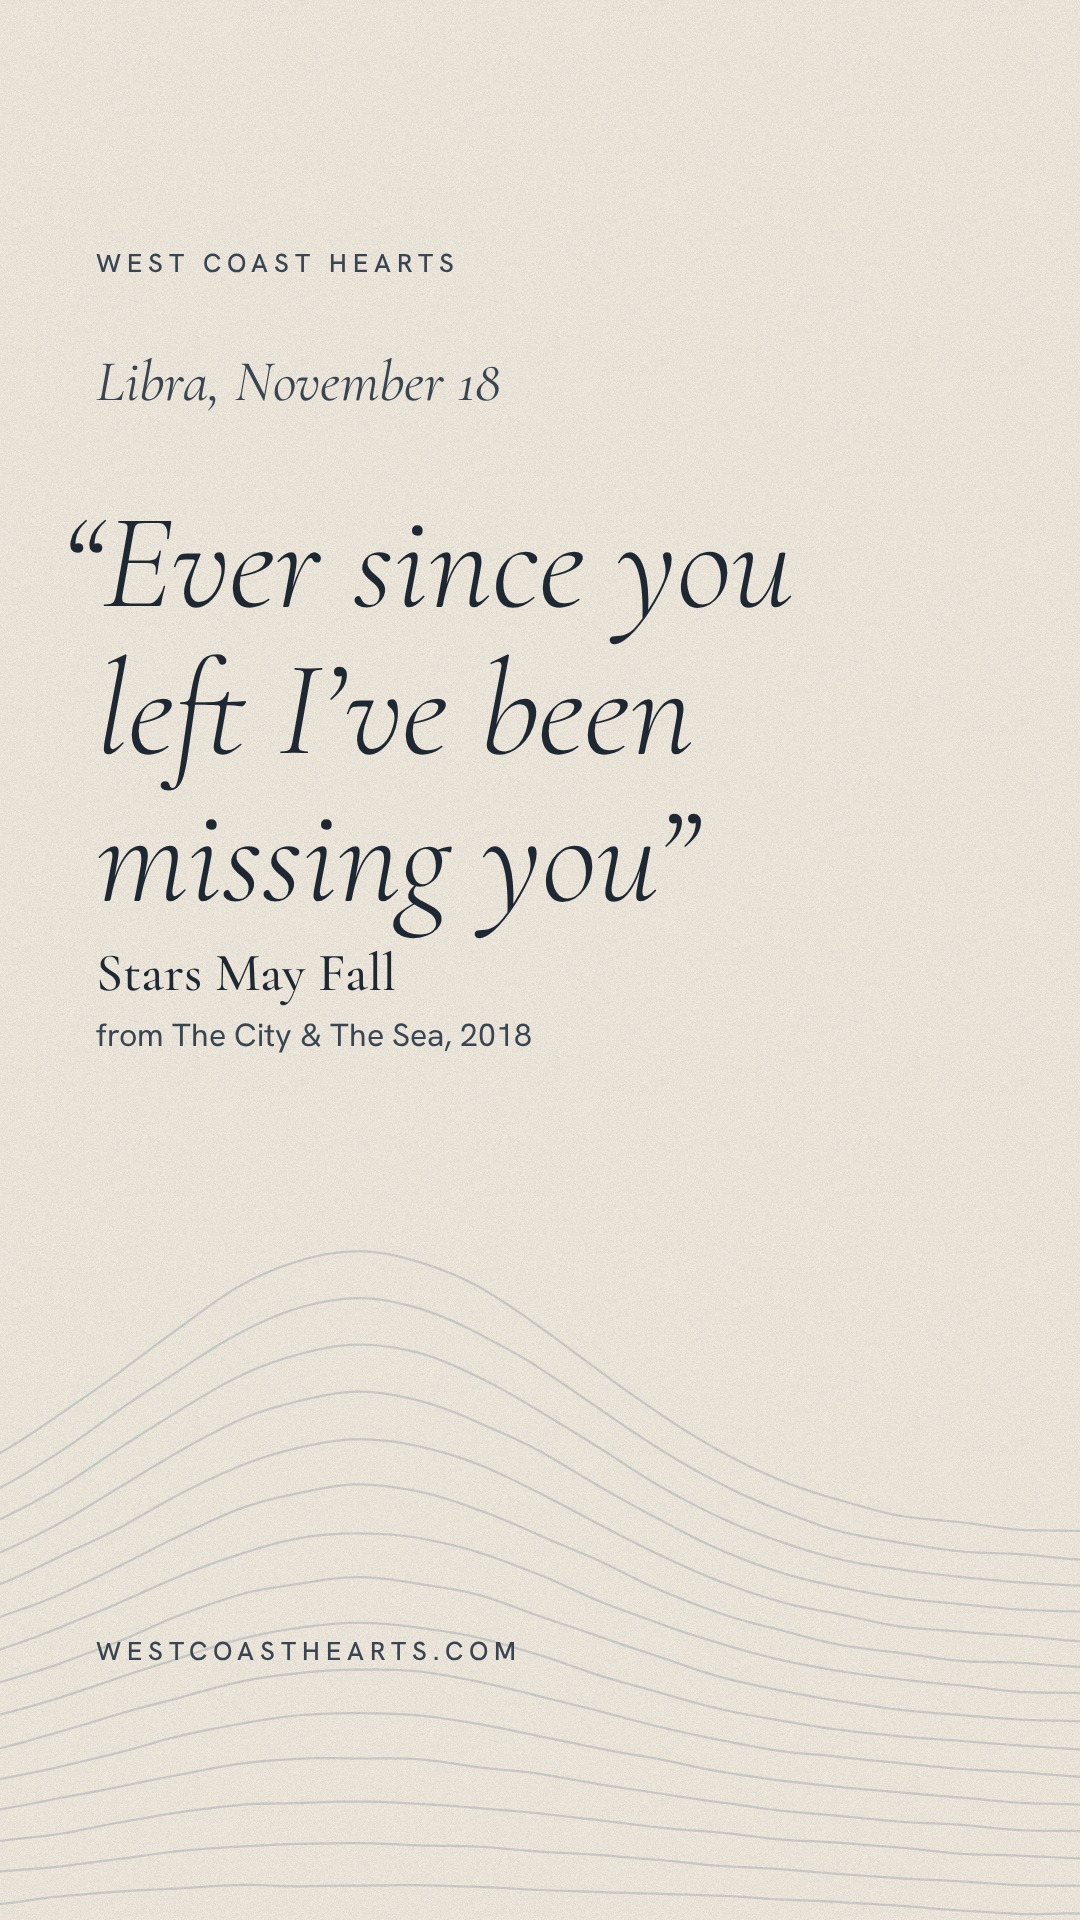 WEST COAST HEARTS
Libra, November 18
“Ever since you
left I’ve been
missing you”
Stars May Fall
from The City & The Sea, 2018
WESTCOASTHEARTS.COM